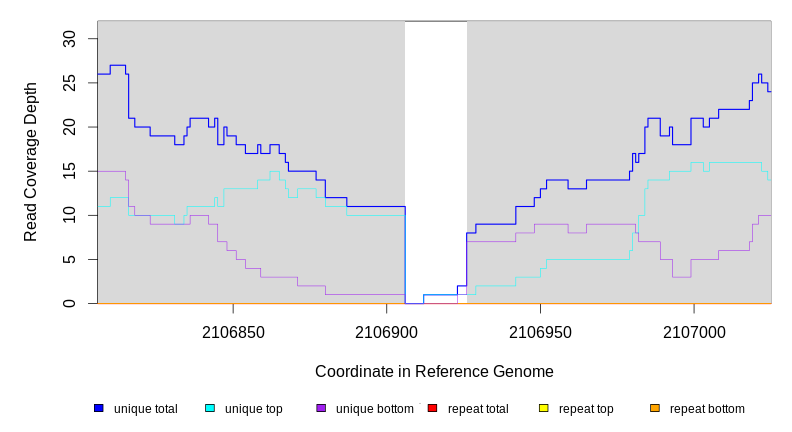 30
25
20
15
10
5
0
Read Coverage Depth
2106850 2106900 2106950 2107000
Coordinate in Reference Genome
unique total unique top unique bottom repeat total repeat top repeat bottom